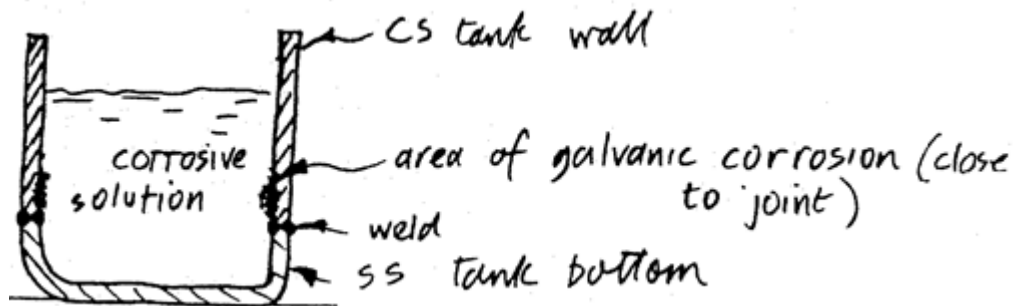 CS tank wall
corrosive
solution
area of galvanic corrosion (close
to joint)
weld
SS tank bottom